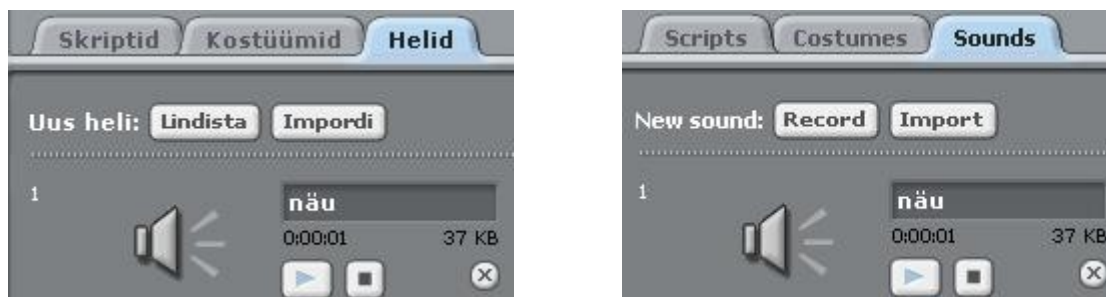 Skriptid Kostüümid Helid
Uus heli: Lindista Impordi
1
näu
0:00:01 37 KB
Scripts Costumes Sounds
New sound: Record Import
1
näu
0:00:01 37 KB